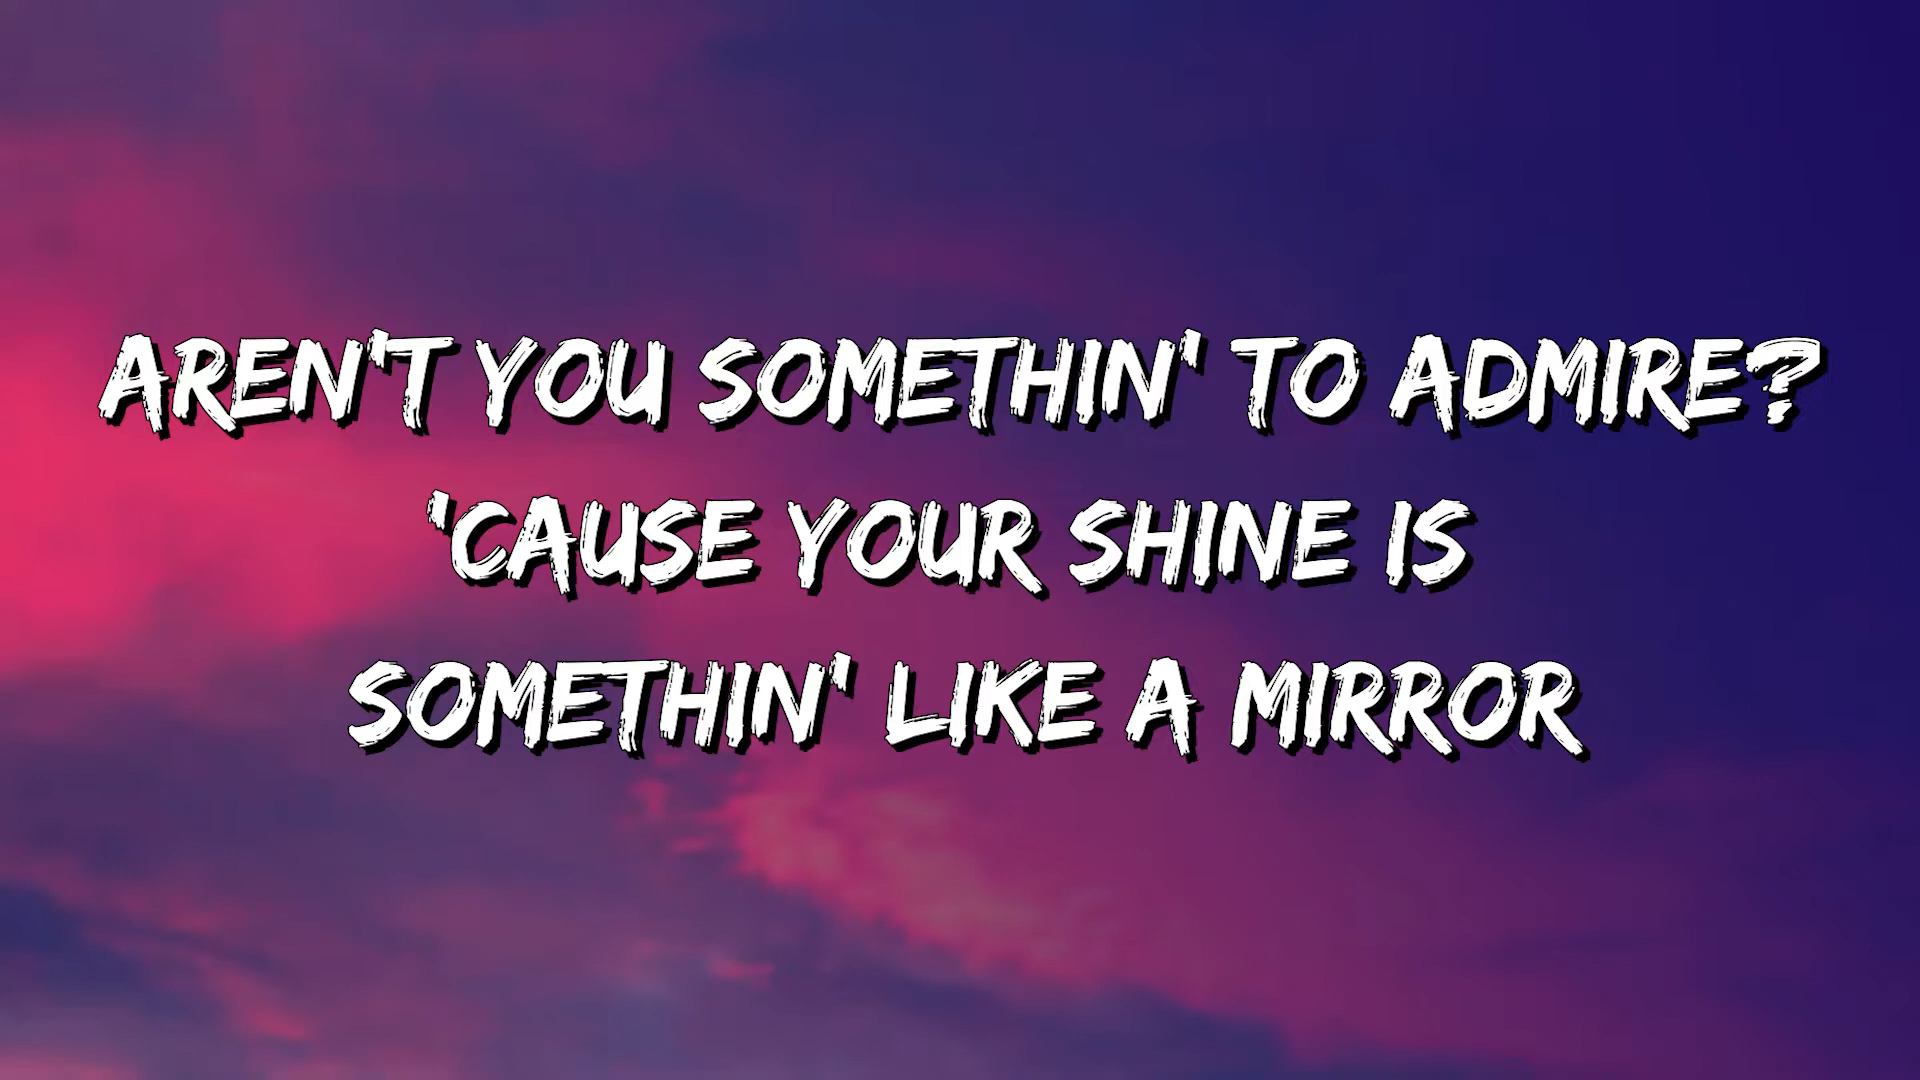 AREN'T YOU SOMETHIN' TO ADMIRE?
'CAUSE YOUR SHINE IS
SOMETHIN' LIKE A MIRROR